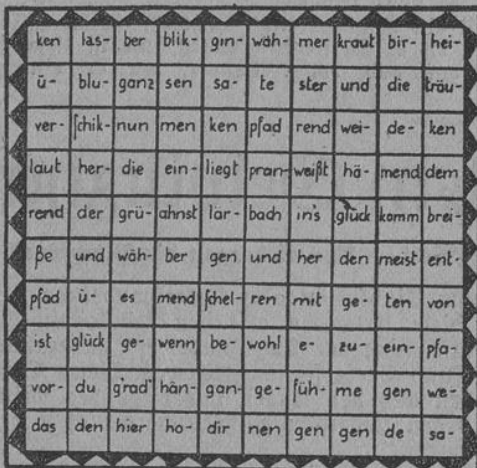 ken las- ber blik- gin- wäh- mer kraut bir- hei-
ü- blu- ganz sen sa- te ster und die träu-
ver- schik- nun men ken pfad rend wei- de- ken
laut her- die ein- liegt pran- weißt hä- mend dem
rend der grü- ahnst lär- bach in's glück komm brei-
ße und wäh- ber gen und her den meist ent-
pfad ü- es mend schel- ren mit ge- ten von
ist glück ge- wenn be- wohl e- zu- ein- pfa-
vor- du g'rad' hän- gan- ge- füh- me gen we-
das den hier ho- dir nen gen gen de sa-